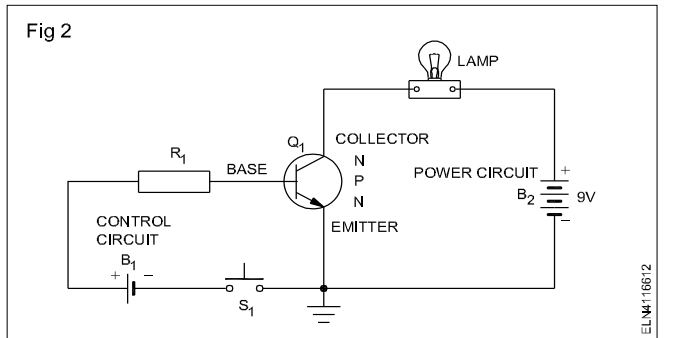 Fig 2
LAMP
Q1
COLLECTOR
R1
BASE
N
P
N
POWER CIRCUIT
+
B2
9V
–
EMITTER
CONTROL
CIRCUIT
B1
+ –
S1
ELN4116612